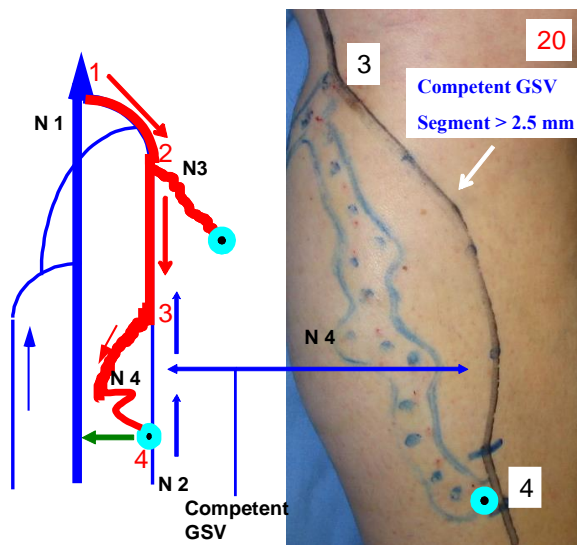 1
N 1
2
N3
3
N 4
4
N 2
Competent
GSV
3
20
Competent GSV
Segment > 2.5 mm
N 4
4